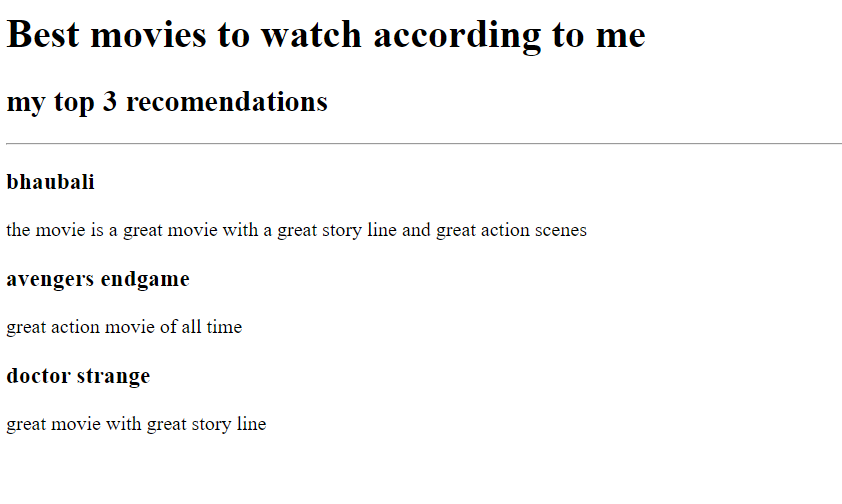 Best movies to watch according to me
my top 3 recomendations
bhaubali
the movie is a great movie with a great story line and great action scenes
avengers endgame
great action movie of all time
doctor strange
great movie with great story line